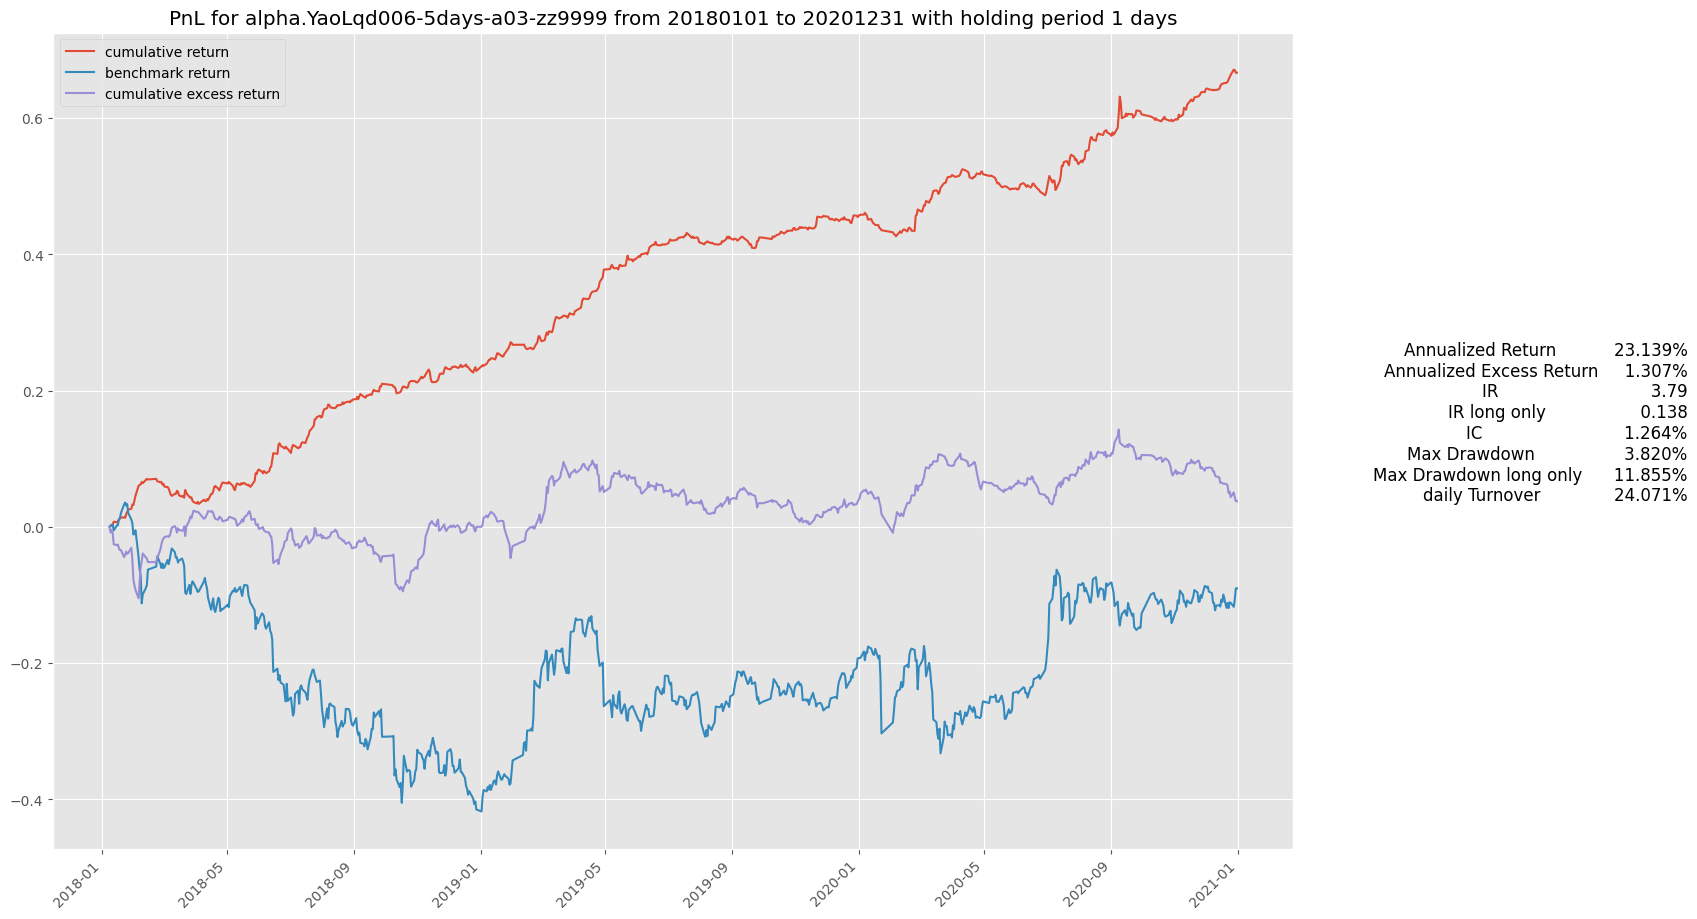 PnL for alpha.YaoLqd006-5days-a03-zz9999 from 20180101 to 20201231 with holding period 1 days
cumulative return
benchmark return
cumulative excess return
0.6
0.4
0.2
0.0
−0.2
−0.4
2018-01
2018-05
2018-09
2019-01
2019-05
2019-09
2020-01
2020-05
2020-09
2021-01
Annualized Return 23.139%
Annualized Excess Return 1.307%
IR 3.79
IR long only 0.138
IC 1.264%
Max Drawdown 3.820%
Max Drawdown long only 11.855%
daily Turnover 24.071%